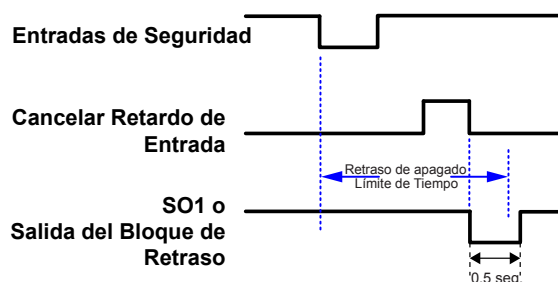 Entradas de Seguridad
Cancelar Retardo de
Entrada
Retraso de apagado
Límite de Tiempo
SO1 o
Salida del Bloque de
Retraso
0.5 seg.